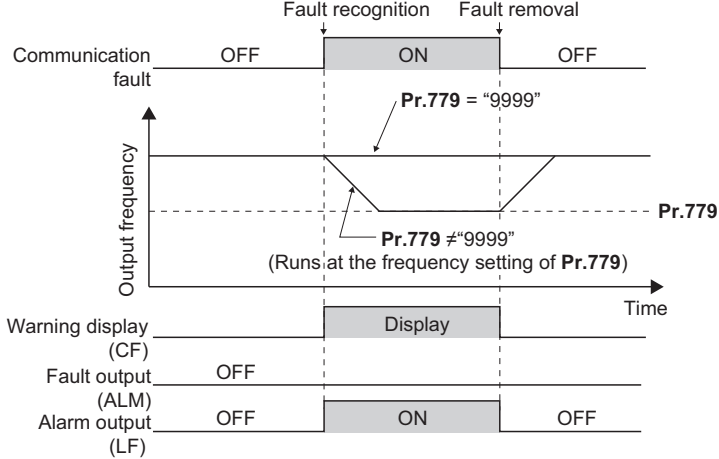 Fault recognition
Fault removal
Communication
fault
OFF
ON
OFF
Pr.779 = “9999”
Output frequency
Pr.779
Pr.779 ≠“9999”
(Runs at the frequency setting of Pr.779)
Time
Warning display
(CF)
Display
Fault output
(ALM)
OFF
Alarm output
(LF)
OFF
ON
OFF